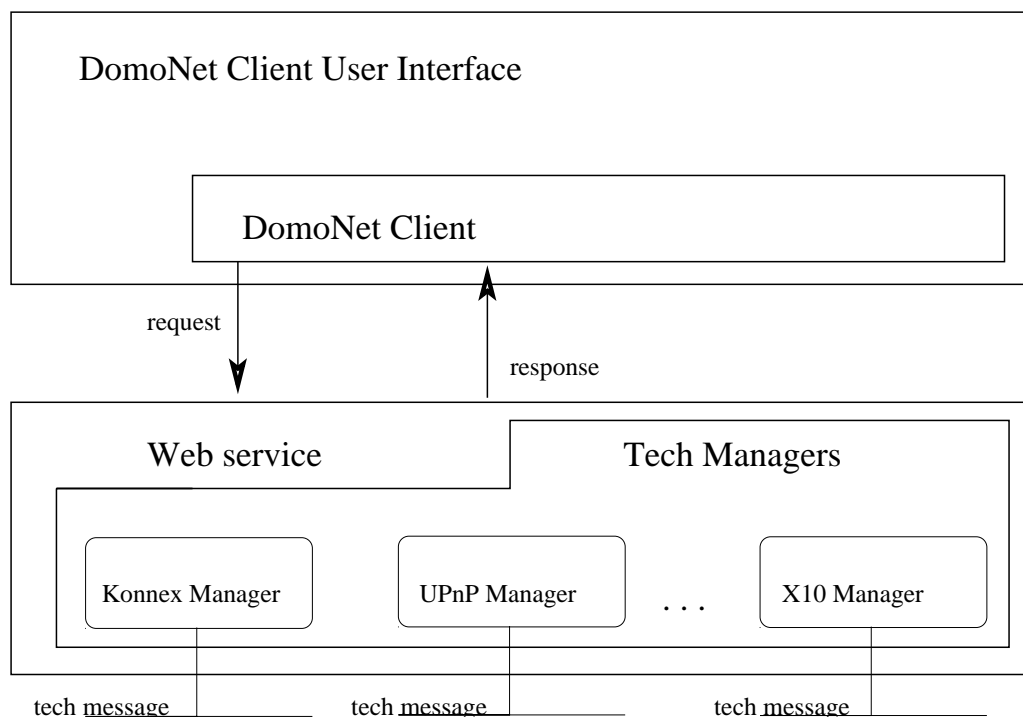 DomoNet Client User Interface
DomoNet Client
request
response
Web service
Tech Managers
Konnex Manager
UPnP Manager
. . .
X10 Manager
tech message
tech message
tech message